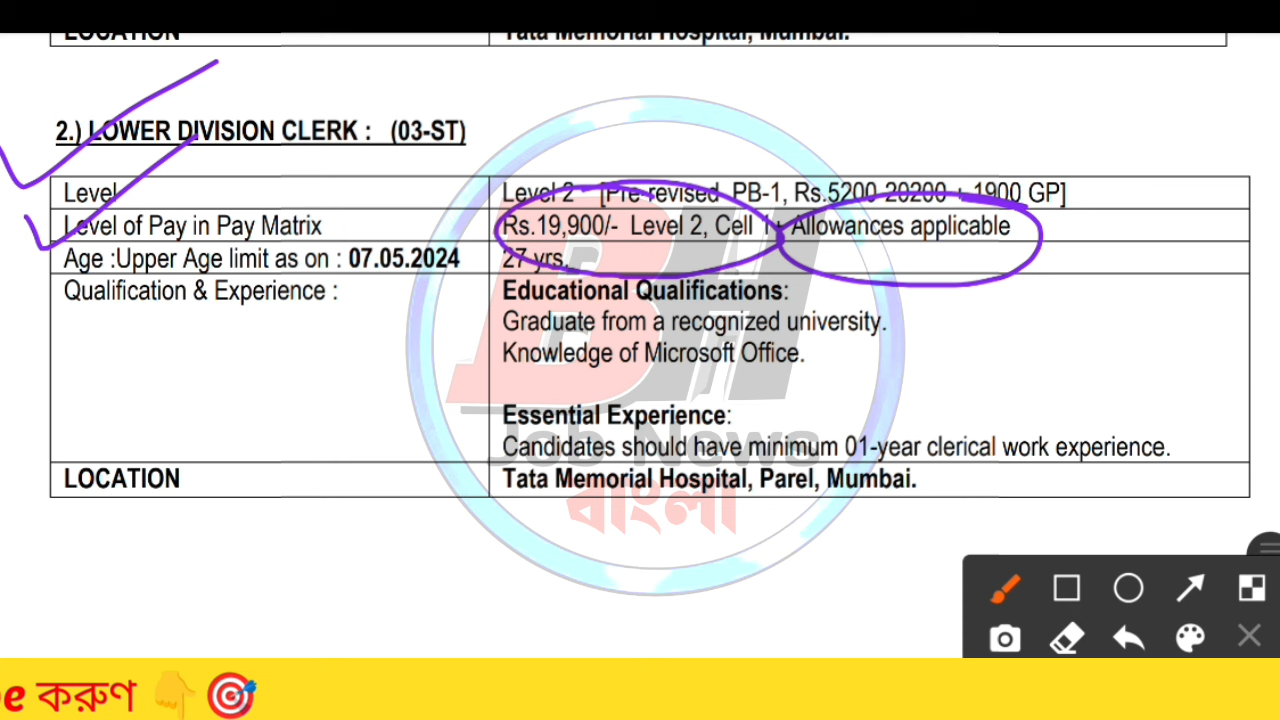 LOCATION Tata Memorial Hospital, Mumbai.
2.) LOWER DIVISION CLERK : (03-ST)
Level Level 2 [Pre-revised PB-1, Rs.5200-20200 + 1900 GP]
Level of Pay in Pay Matrix Rs.19,900/- Level 2, Cell 1+ Allowances applicable
Age :Upper Age limit as on : 07.05.2024 27 yrs.
Qualification & Experience : Educational Qualifications:
Graduate from a recognized university.
Knowledge of Microsoft Office.
Essential Experience:
Candidates should have minimum 01-year clerical work experience.
LOCATION Tata Memorial Hospital, Parel, Mumbai.
BH
Job News
বাংলা
করুণ 👇 🎯